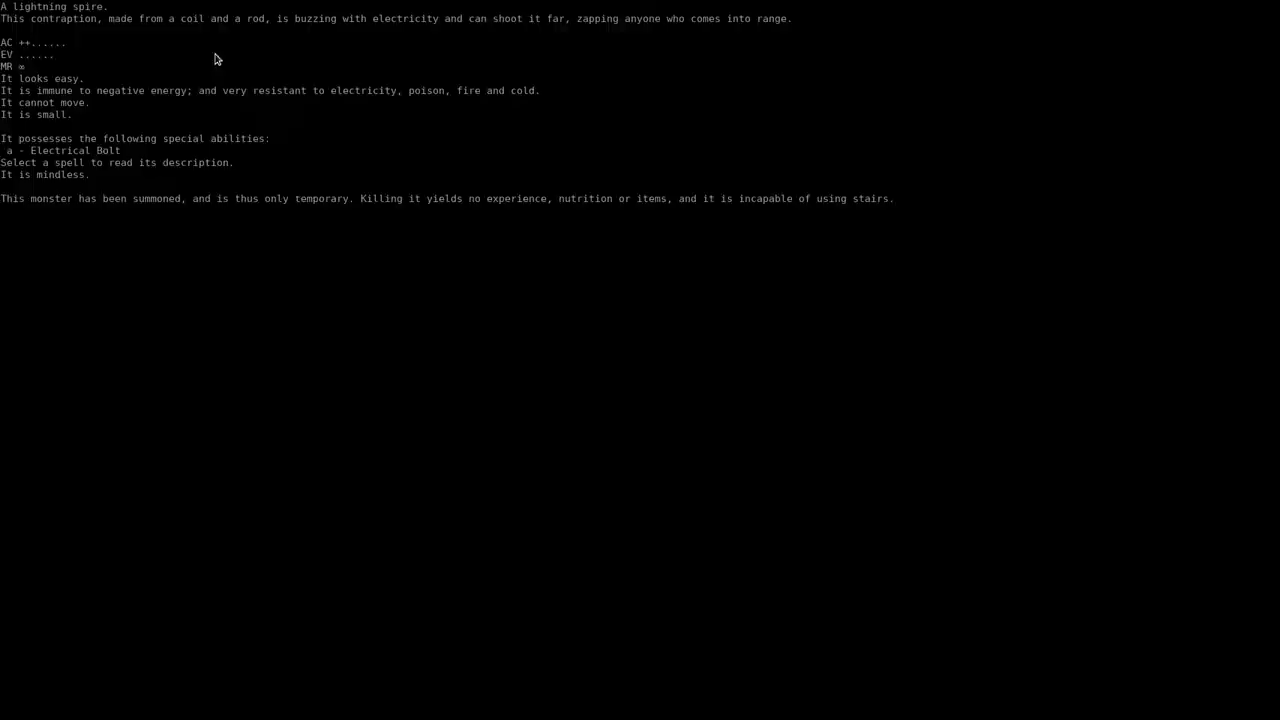 A lightning spire.
This contraption, made from a coil and a rod, is buzzing with electricity and can shoot it far, zapping anyone who comes into range.
AC ++......
EV ......
MR ∞
It looks easy.
It is immune to negative energy; and very resistant to electricity, poison, fire and cold.
It cannot move.
It is small.
It possesses the following special abilities:
a - Electrical Bolt
Select a spell to read its description.
It is mindless.
This monster has been summoned, and is thus only temporary. Killing it yields no experience, nutrition or items, and it is incapable of using stairs.